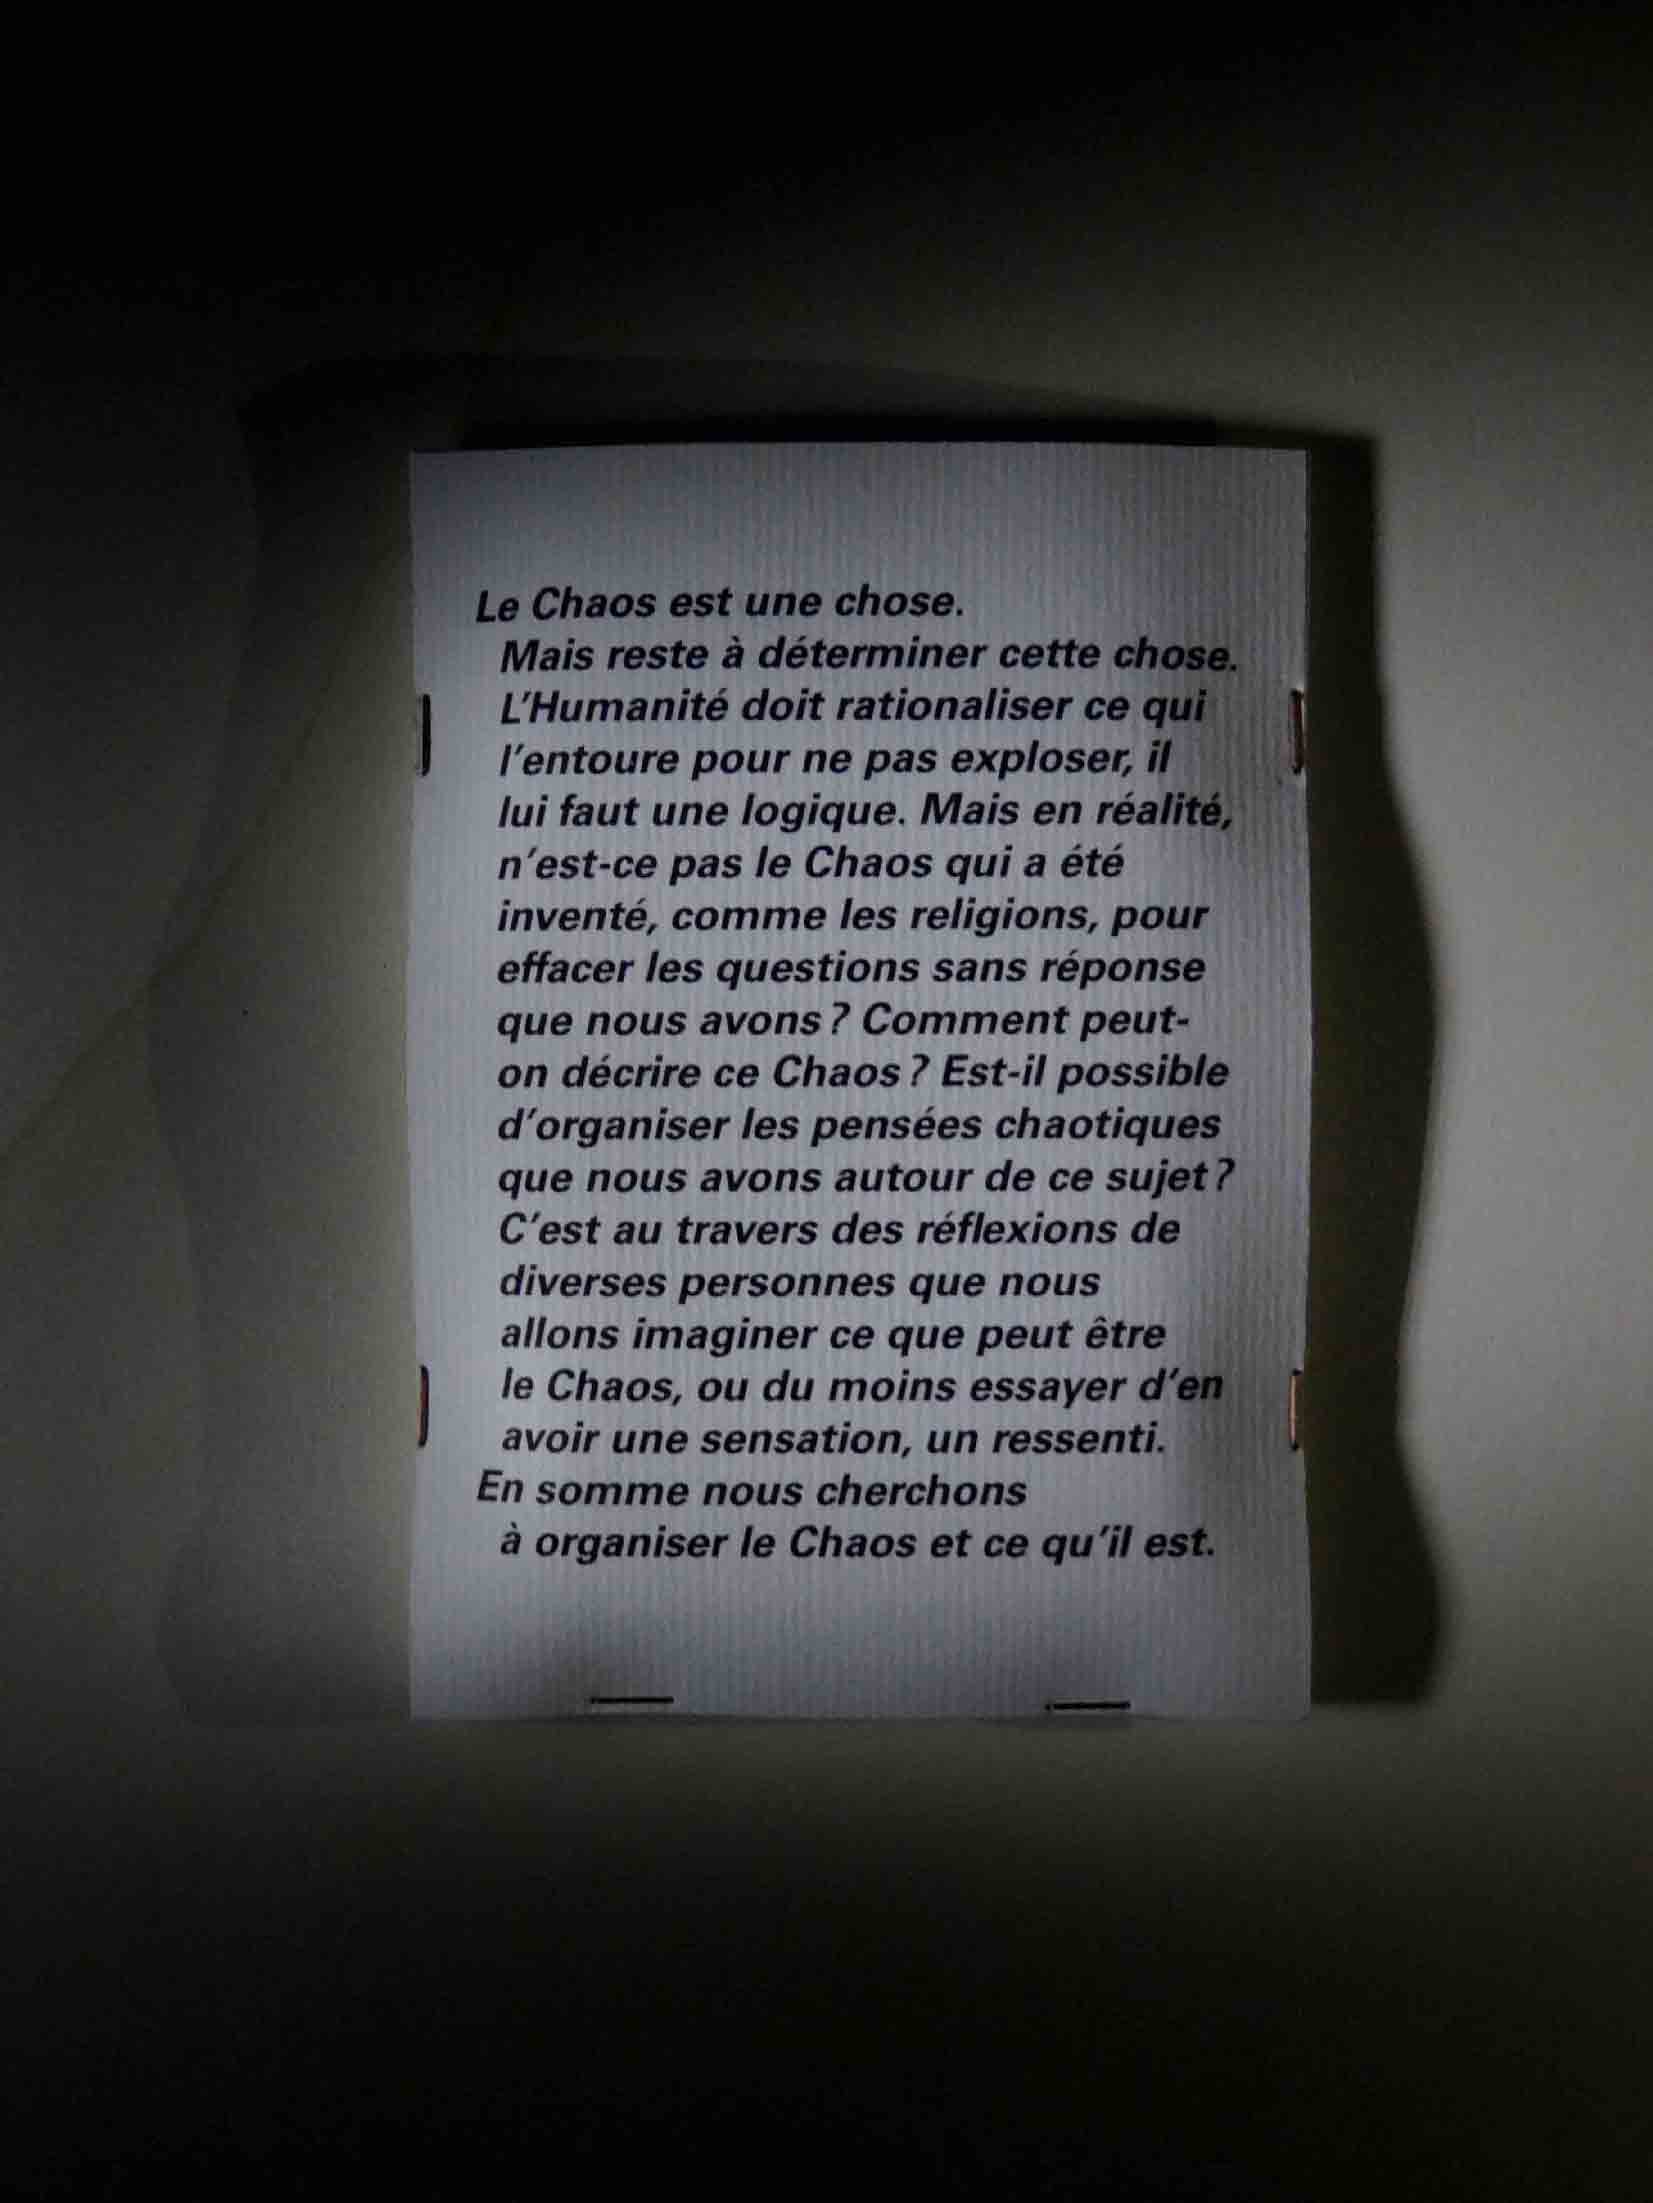 Le Chaos est une chose.
Mais reste à déterminer cette chose.
L'Humanité doit rationaliser ce qui
l'entoure pour ne pas exploser, il
lui faut une logique. Mais en réalité,
n'est-ce pas le Chaos qui a été
inventé, comme les religions, pour
effacer les questions sans réponse
que nous avons ? Comment peut-
on décrire ce Chaos ? Est-il possible
d'organiser les pensées chaotiques
que nous avons autour de ce sujet ?
C'est au travers des réflexions de
diverses personnes que nous
allons imaginer ce que peut être
le Chaos, ou du moins essayer d'en
avoir une sensation, un ressenti.
En somme nous cherchons
à organiser le Chaos et ce qu'il est.